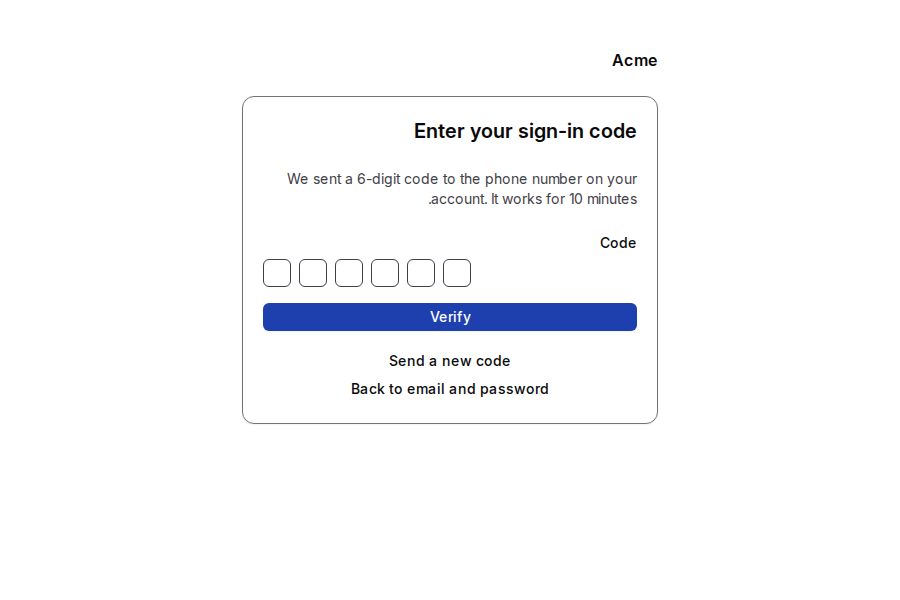 Acme
Enter your sign-in code
We sent a 6-digit code to the phone number on your
account. It works for 10 minutes.
Code
Verify
Send a new code
Back to email and password